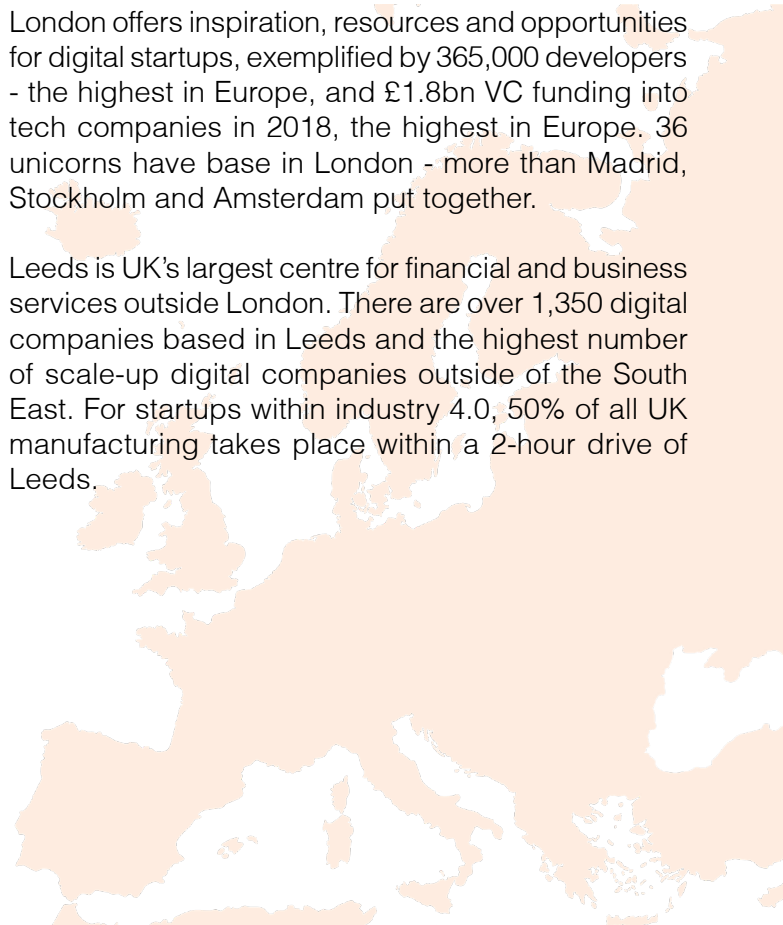 London offers inspiration, resources and opportunities
for digital startups, exemplified by 365,000 developers
- the highest in Europe, and £1.8bn VC funding into
tech companies in 2018, the highest in Europe. 36
unicorns have base in London - more than Madrid,
Stockholm and Amsterdam put together.
Leeds is UK's largest centre for financial and business
services outside London. There are over 1,350 digital
companies based in Leeds and the highest number
of scale-up digital companies outside of the South
East. For startups within industry 4.0, 50% of all UK
manufacturing takes place within a 2-hour drive of
Leeds.